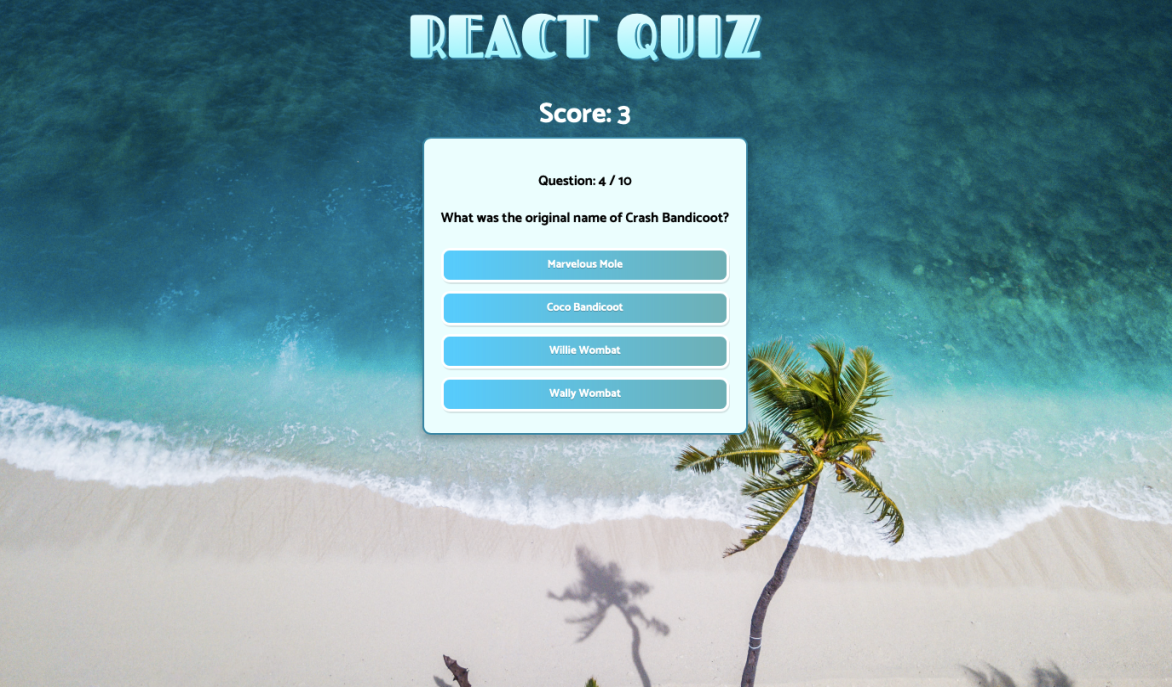 REACT QUIZ
Score: 3
Question: 4 / 10
What was the original name of Crash Bandicoot?
Marvelous Mole
Coco Bandicoot
Willie Wombat
Wally Wombat